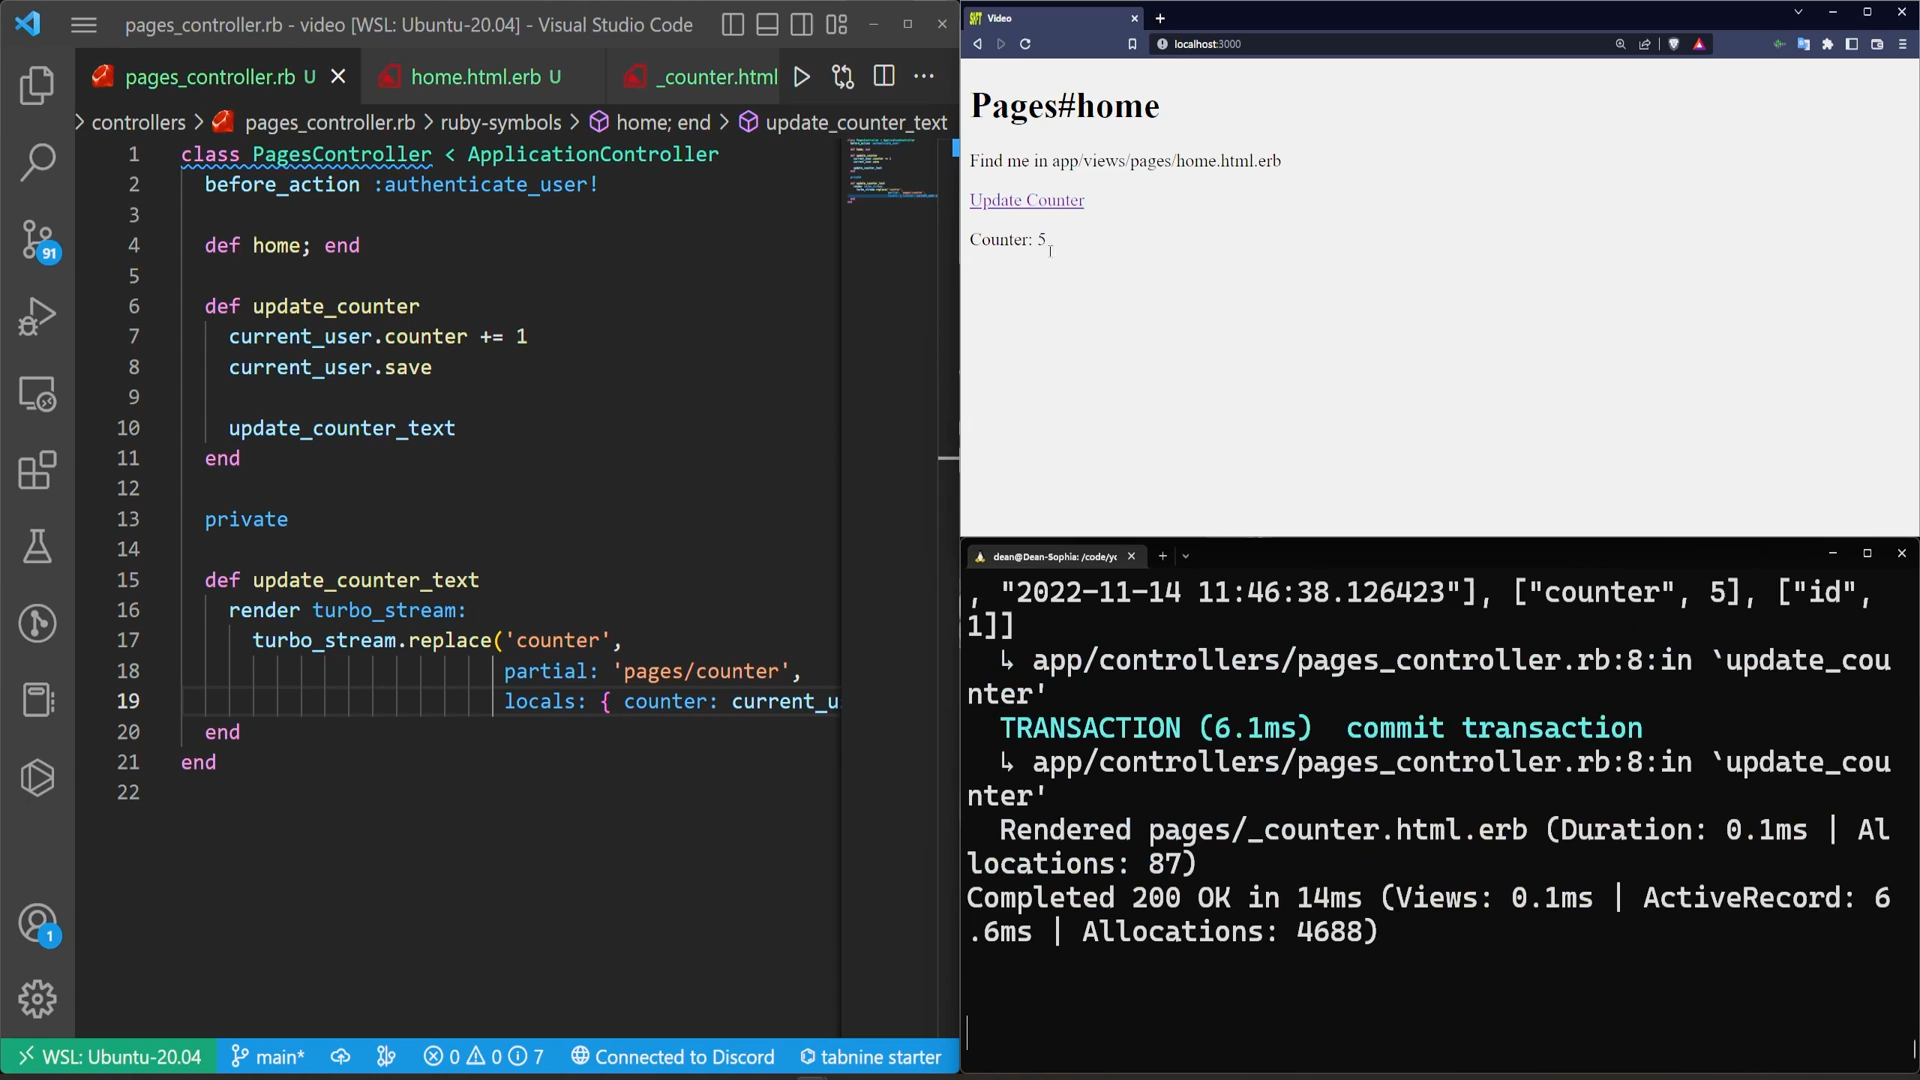 pages_controller.rb - video [WSL: Ubuntu-20.04] - Visual Studio Code
pages_controller.rb U
home.html.erb U
_counter.html
controllers > pages_controller.rb > ruby-symbols > home; end > update_counter_text
1 class PagesController < ApplicationController
2 before_action :authenticate_user!
3
4 def home; end
5
6 def update_counter
7 current_user.counter += 1
8 current_user.save
9
10 update_counter_text
11 end
12
13 private
14
15 def update_counter_text
16 render turbo_stream:
17 turbo_stream.replace('counter',
18 partial: 'pages/counter',
19 locals: { counter: current_u
20 end
21 end
22
91
1
WSL: Ubuntu-20.04
main*
0 0 7
Connected to Discord
tabnine starter
Video
localhost:3000
Pages#home
Find me in app/views/pages/home.html.erb
Update Counter
Counter: 5
dean@Dean-Sophia: /code/yc
, "2022-11-14 11:46:38.126423"], ["counter", 5], ["id",
1]]
↳ app/controllers/pages_controller.rb:8:in `update_cou
nter'
TRANSACTION (6.1ms) commit transaction
↳ app/controllers/pages_controller.rb:8:in `update_cou
nter'
Rendered pages/_counter.html.erb (Duration: 0.1ms | Al
locations: 87)
Completed 200 OK in 14ms (Views: 0.1ms | ActiveRecord: 6
.6ms | Allocations: 4688)